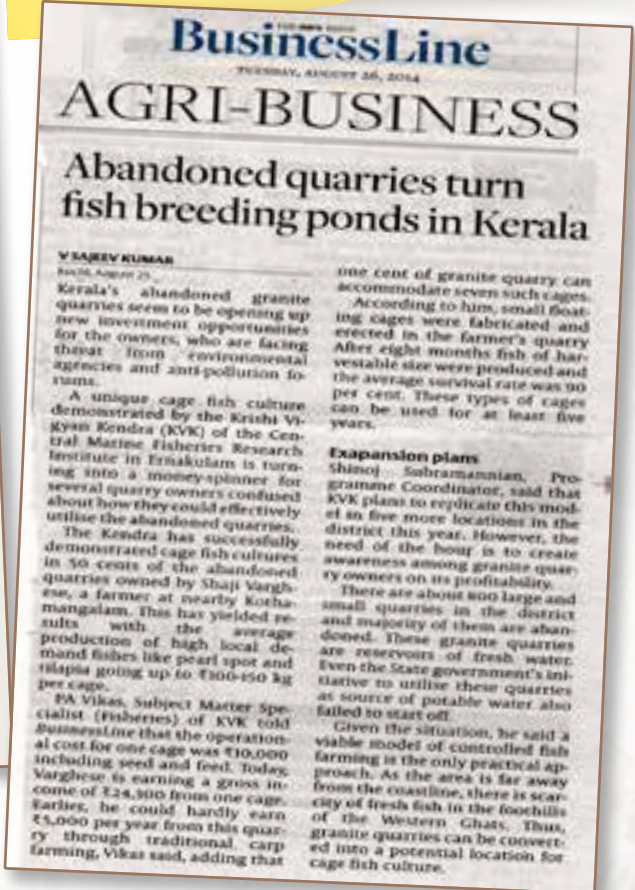 BusinessLine
TUESDAY, AUGUST 26, 2014
AGRI-BUSINESS
Abandoned quarries turn
fish breeding ponds in Kerala
V SAJEEV KUMAR
Kochi, August 25
Kerala's abandoned granite
quarries seem to be opening up
new investment opportunities
for the owners, who are facing
threat from environmental
agencies and anti-pollution fo-
rums.
A unique cage fish culture
demonstrated by the Krishi Vi-
gyan Kendra (KVK) of the Cen-
tral Marine Fisheries Research
Institute in Ernakulam is turn-
ing into a money-spinner for
several quarry owners confused
about how they could effectively
utilise the abandoned quarries.
The Kendra has successfully
demonstrated cage fish cultures
in 50 cents of the abandoned
quarries owned by Shaji Vargh-
ese, a farmer at nearby Kotha-
mangalam. This has yielded re-
sults with the average
production of high local de-
mand fishes like pearl spot and
tilapia going up to ₹100-150 kg
per cage.
PA Vikas, Subject Matter Spe-
cialist (Fisheries) of KVK told
BusinessLine that the operation-
al cost for one cage was ₹10,000
including seed and feed. Today,
Varghese is earning a gross in-
come of ₹24,300 from one cage.
Earlier, he could hardly earn
₹5,000 per year from this quar-
ry through traditional carp
farming, Vikas said, adding that
one cent of granite quarry can
accommodate seven such cages.
According to him, small float-
ing cages were fabricated and
erected in the farmer's quarry
After eight months fish of har-
vestable size were produced and
the average survival rate was 90
per cent. These types of cages
can be used for at least five
years.
Exapansion plans
Shinoj Subramannian, Pro-
gramme Coordinator, said that
KVK plans to replicate this mod-
el in five more locations in the
district this year. However, the
need of the hour is to create
awareness among granite quar-
ry owners on its profitability.
There are about 800 large and
small quarries in the district
and majority of them are aban-
doned. These granite quarries
are reservoirs of fresh water.
Even the State government's ini-
tiative to utilise these quarries
as source of potable water also
failed to start off.
Given the situation, he said a
viable model of controlled fish
farming is the only practical ap-
proach. As the area is far away
from the coastline, there is scar-
city of fresh fish in the foothills
of the Western Ghats. Thus,
granite quarries can be convert-
ed into a potential location for
cage fish culture.